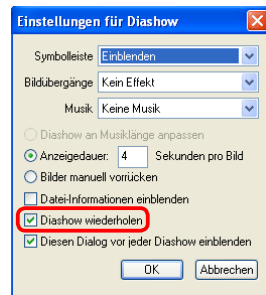 Einstellungen für Diashow
Symbolleiste Einblenden
Bildübergänge Kein Effekt
Musik Keine Musik
Diashow an Musiklänge anpassen
Anzeigedauer: 4 Sekunden pro Bild
Bilder manuell vorrücken
Datei-Informationen einblenden
Diashow wiederholen
Diesen Dialog vor jeder Diashow einblenden
OK Abbrechen